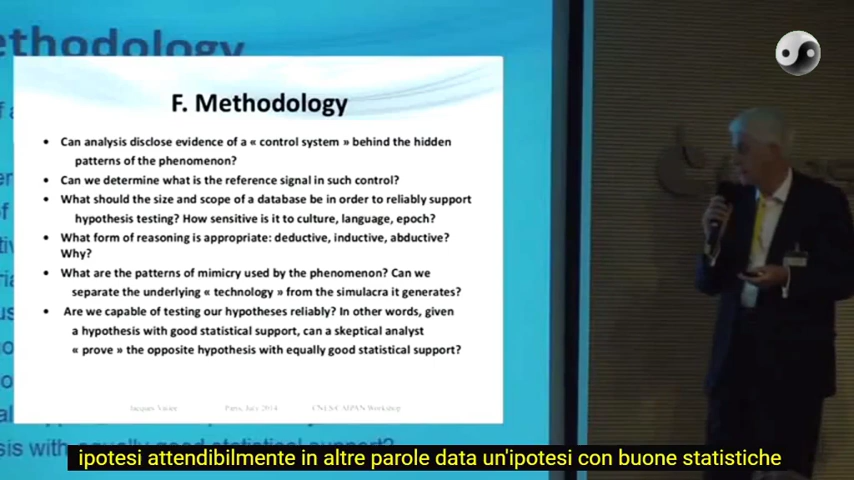 ethodology
F. Methodology
• Can analysis disclose evidence of a « control system » behind the hidden
patterns of the phenomenon?
• Can we determine what is the reference signal in such control?
• What should the size and scope of a database be in order to reliably support
hypothesis testing? How sensitive is it to culture, language, epoch?
• What form of reasoning is appropriate: deductive, inductive, abductive?
Why?
• What are the patterns of mimicry used by the phenomenon? Can we
separate the underlying « technology » from the simulacra it generates?
• Are we capable of testing our hypotheses reliably? In other words, given
a hypothesis with good statistical support, can a skeptical analyst
« prove » the opposite hypothesis with equally good statistical support?
Jacques Vallee Paris, July 2014 CNES-CAIPAN Workshop
sis with equally good statistical support?
ipotesi attendibilmente in altre parole data un'ipotesi con buone statistiche